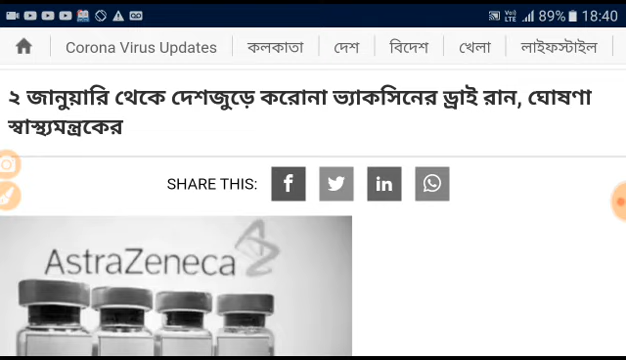 89% 18:40
Corona Virus Updates কলকাতা দেশ বিদেশ খেলা লাইফস্টাইল
২ জানুয়ারি থেকে দেশজুড়ে করোনা ভ্যাকসিনের ড্রাই রান, ঘোষণা
স্বাস্থ্যমন্ত্রকের
SHARE THIS:
AstraZeneca